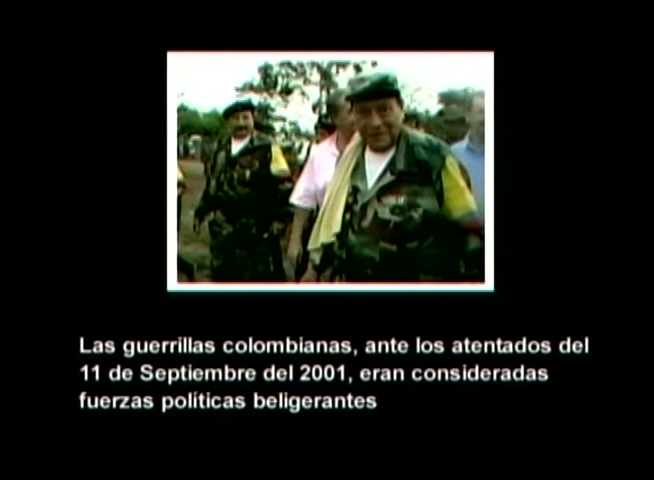 Las guerrillas colombianas, ante los atentados del
11 de Septiembre del 2001, eran consideradas
fuerzas políticas beligerantes